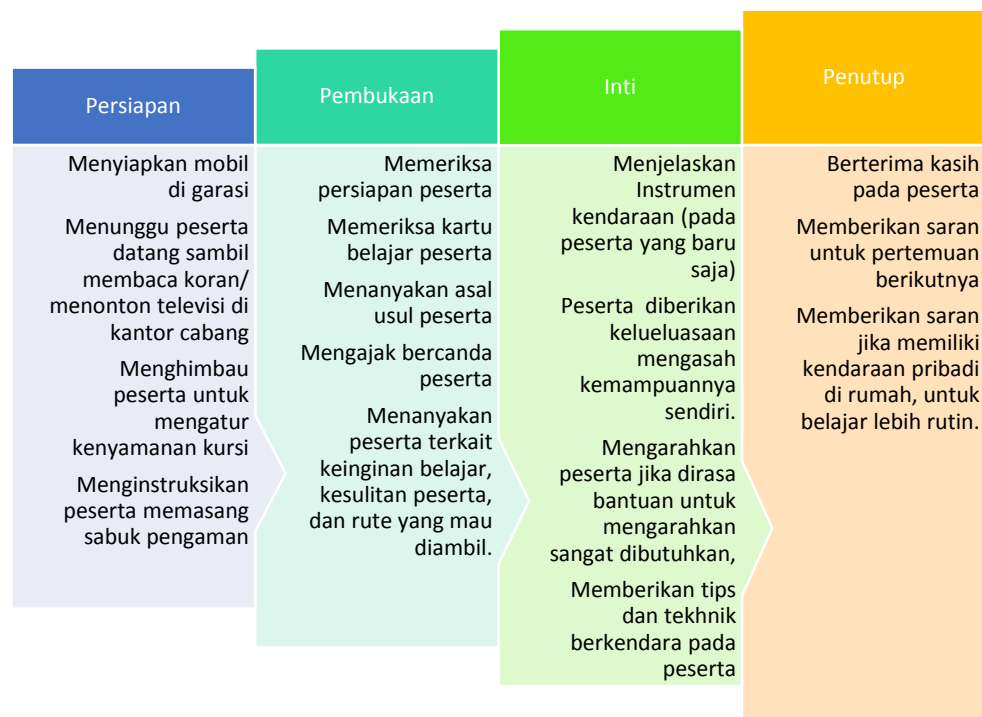 Persiapan
Menyiapkan mobil
di garasi
Menunggu peserta
datang sambil
membaca koran/
menonton televisi di
kantor cabang
Menghimbau
peserta untuk
mengatur
kenyamanan kursi
Menginstruksikan
peserta memasang
sabuk pengaman
Pembukaan
Memeriksa
persiapan peserta
Memeriksa kartu
belajar peserta
Menanyakan asal
usul peserta
Mengajak bercanda
peserta
Menanyakan
peserta terkait
keinginan belajar,
kesulitan peserta,
dan rute yang mau
diambil.
Inti
Menjelaskan
Instrumen
kendaraan (pada
peserta yang baru
saja)
Peserta diberikan
kelueluasaan
mengasah
kemampuannya
sendiri.
Mengarahkan
peserta jika dirasa
bantuan untuk
mengarahkan
sangat dibutuhkan,
Memberikan tips
dan tekhnik
berkendara pada
peserta
Penutup
Berterima kasih
pada peserta
Memberikan saran
untuk pertemuan
berikutnya
Memberikan saran
jika memiliki
kendaraan pribadi
di rumah, untuk
belajar lebih rutin.